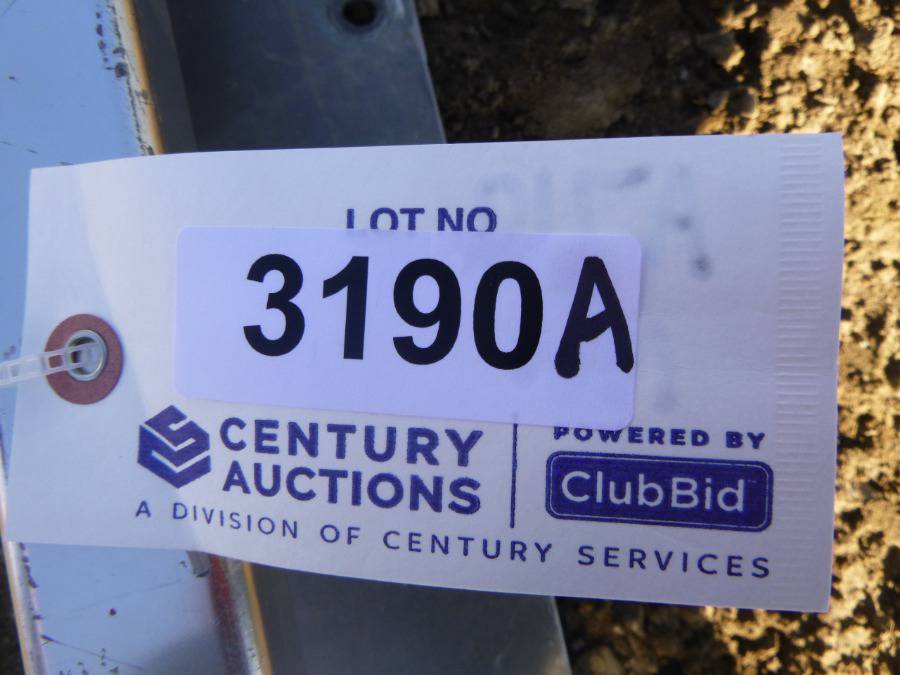 LOT NO
3190A
CENTURY
AUCTIONS
A DIVISION OF CENTURY SERVICES
POWERED BY
ClubBid